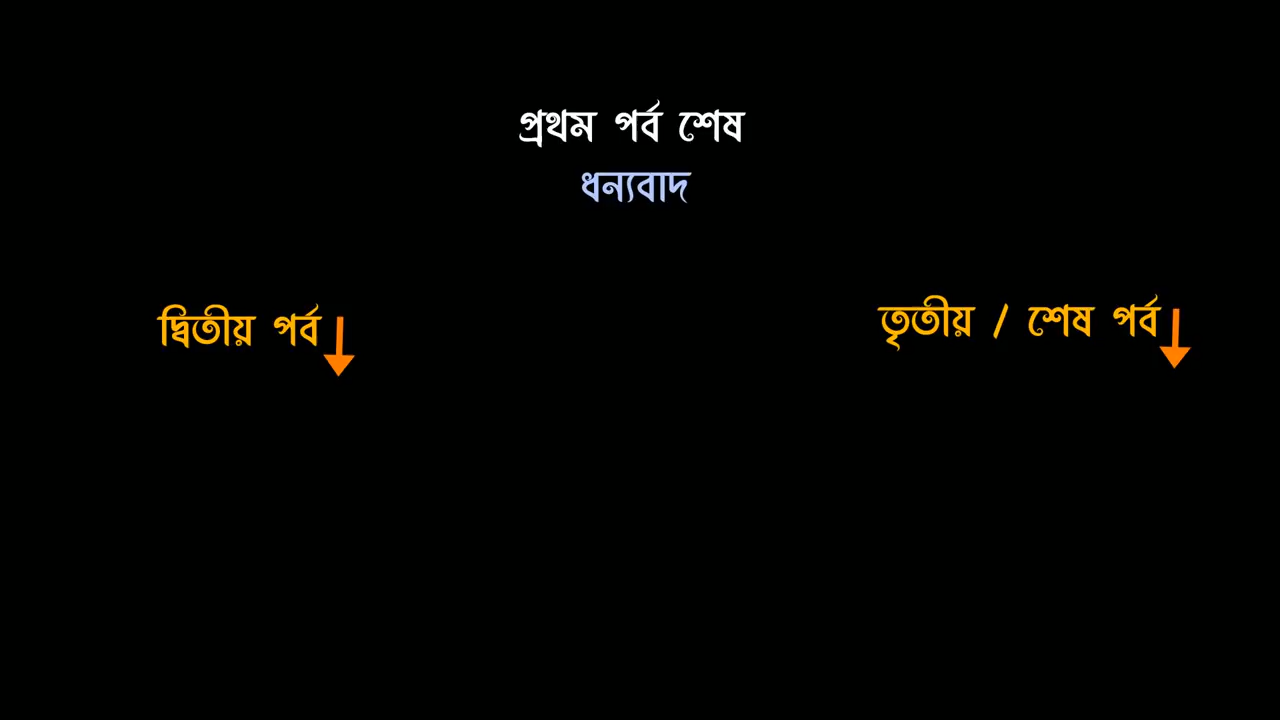 প্রথম পর্ব শেষ
ধন্যবাদ
দ্বিতীয় পর্ব
তৃতীয় / শেষ পর্ব